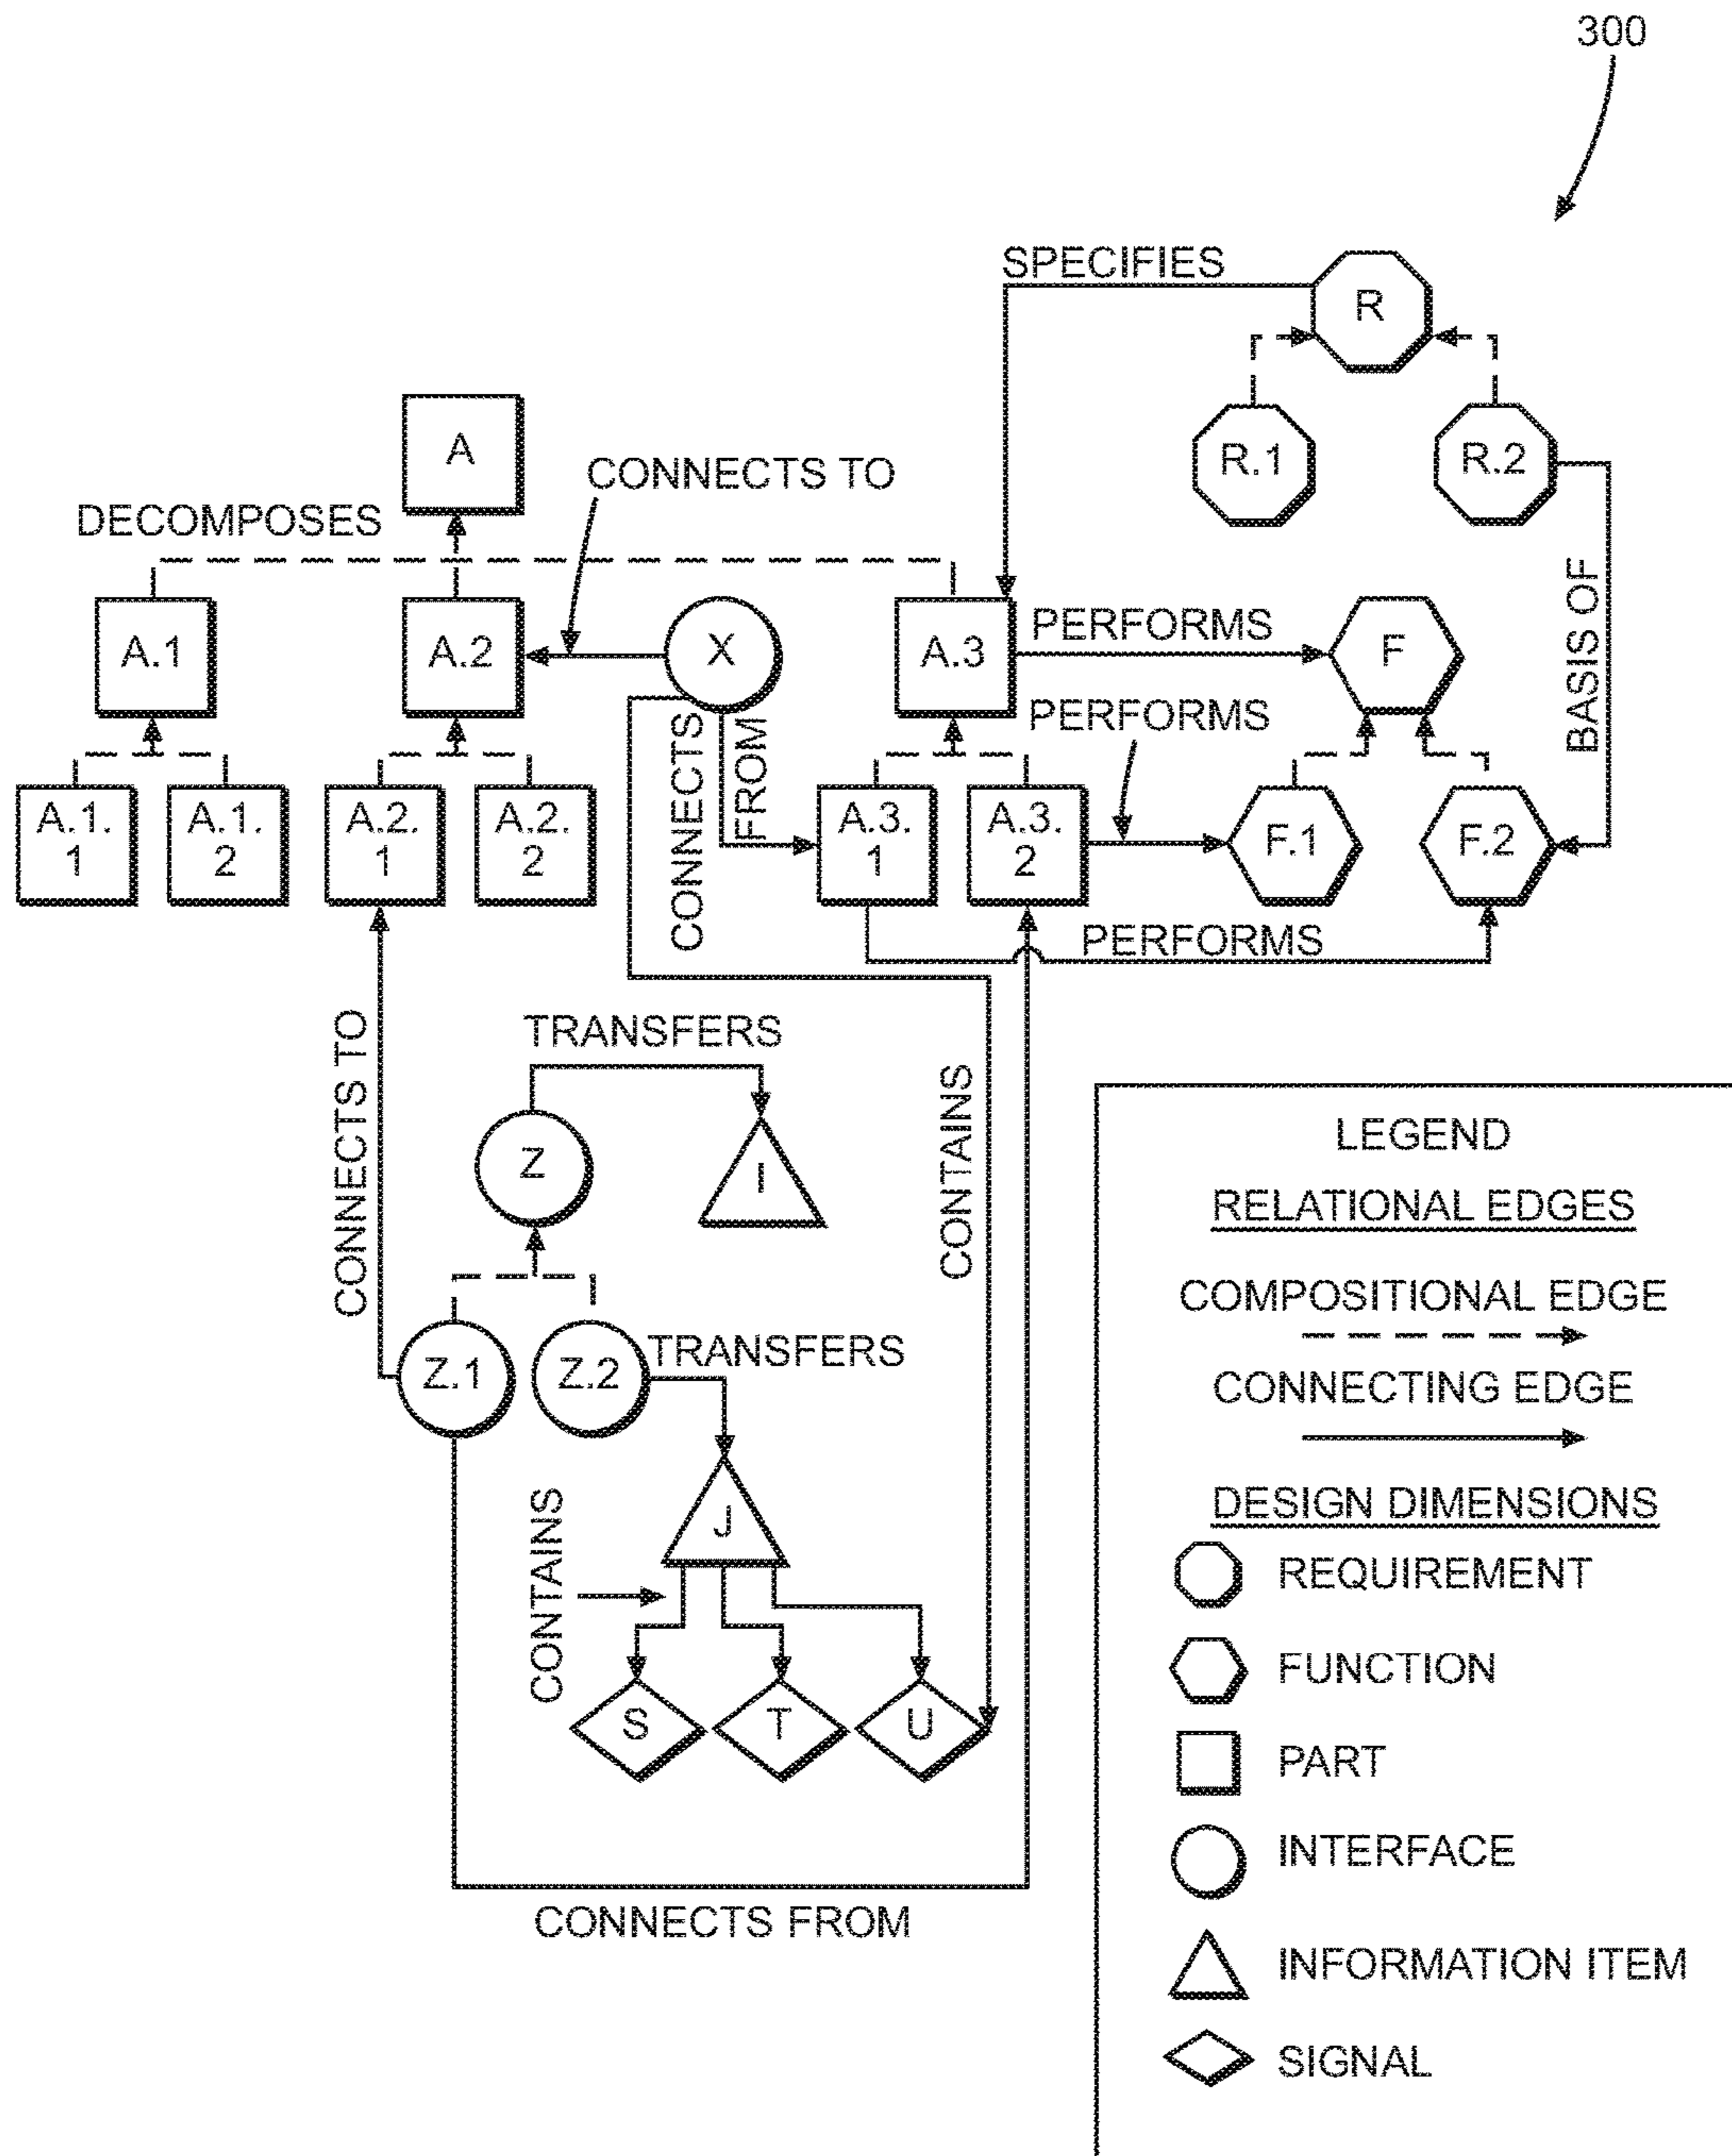 300
SPECIFIES
R
R.1
R.2
A
CONNECTS TO
DECOMPOSES
BASIS OF
A.1
A.2
X
A.3
PERFORMS
F
PERFORMS
CONNECTS
FROM
A.1.
1
A.1.
2
A.2.
1
A.2.
2
A.3.
1
A.3.
2
F.1
F.2
PERFORMS
CONNECTS TO
TRANSFERS
Z
I
CONTAINS
Z.1
Z.2
TRANSFERS
J
CONTAINS
S
T
U
CONNECTS FROM
LEGEND
RELATIONAL EDGES
COMPOSITIONAL EDGE
CONNECTING EDGE
DESIGN DIMENSIONS
REQUIREMENT
FUNCTION
PART
INTERFACE
INFORMATION ITEM
SIGNAL